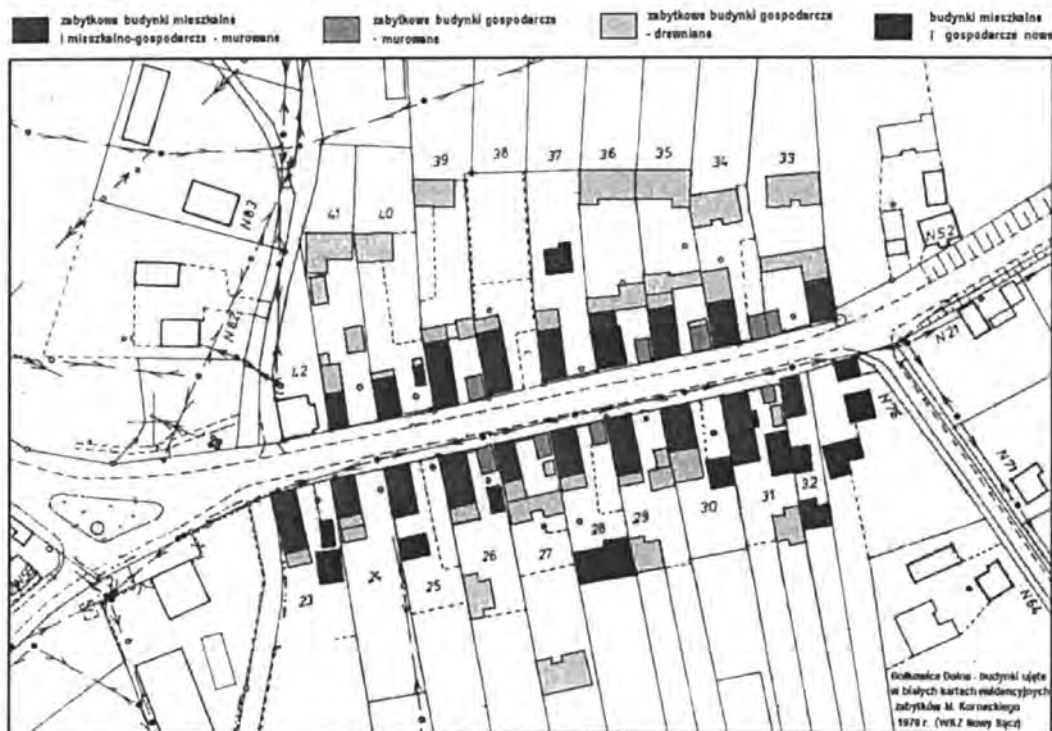 zabytkowe budynki mieszkalne
i mieszkalno-gospodarcze - murowane
zabytkowe budynki gospodarcze
- murowane
zabytkowe budynki gospodarcze
- drewniane
budynki mieszkalne
i gospodarcze nowe
39
38
37
36
35
34
33
41
40
N83
N82
N52
42
N21
N76
N71
32
31
30
29
28
27
26
25
24
23
N64
Gołkowice Dolne - budynki ujęte
w białych kartach ewidencyjnych
zabytków M. Korneckiego
1979 r. (WKZ Nowy Sącz)